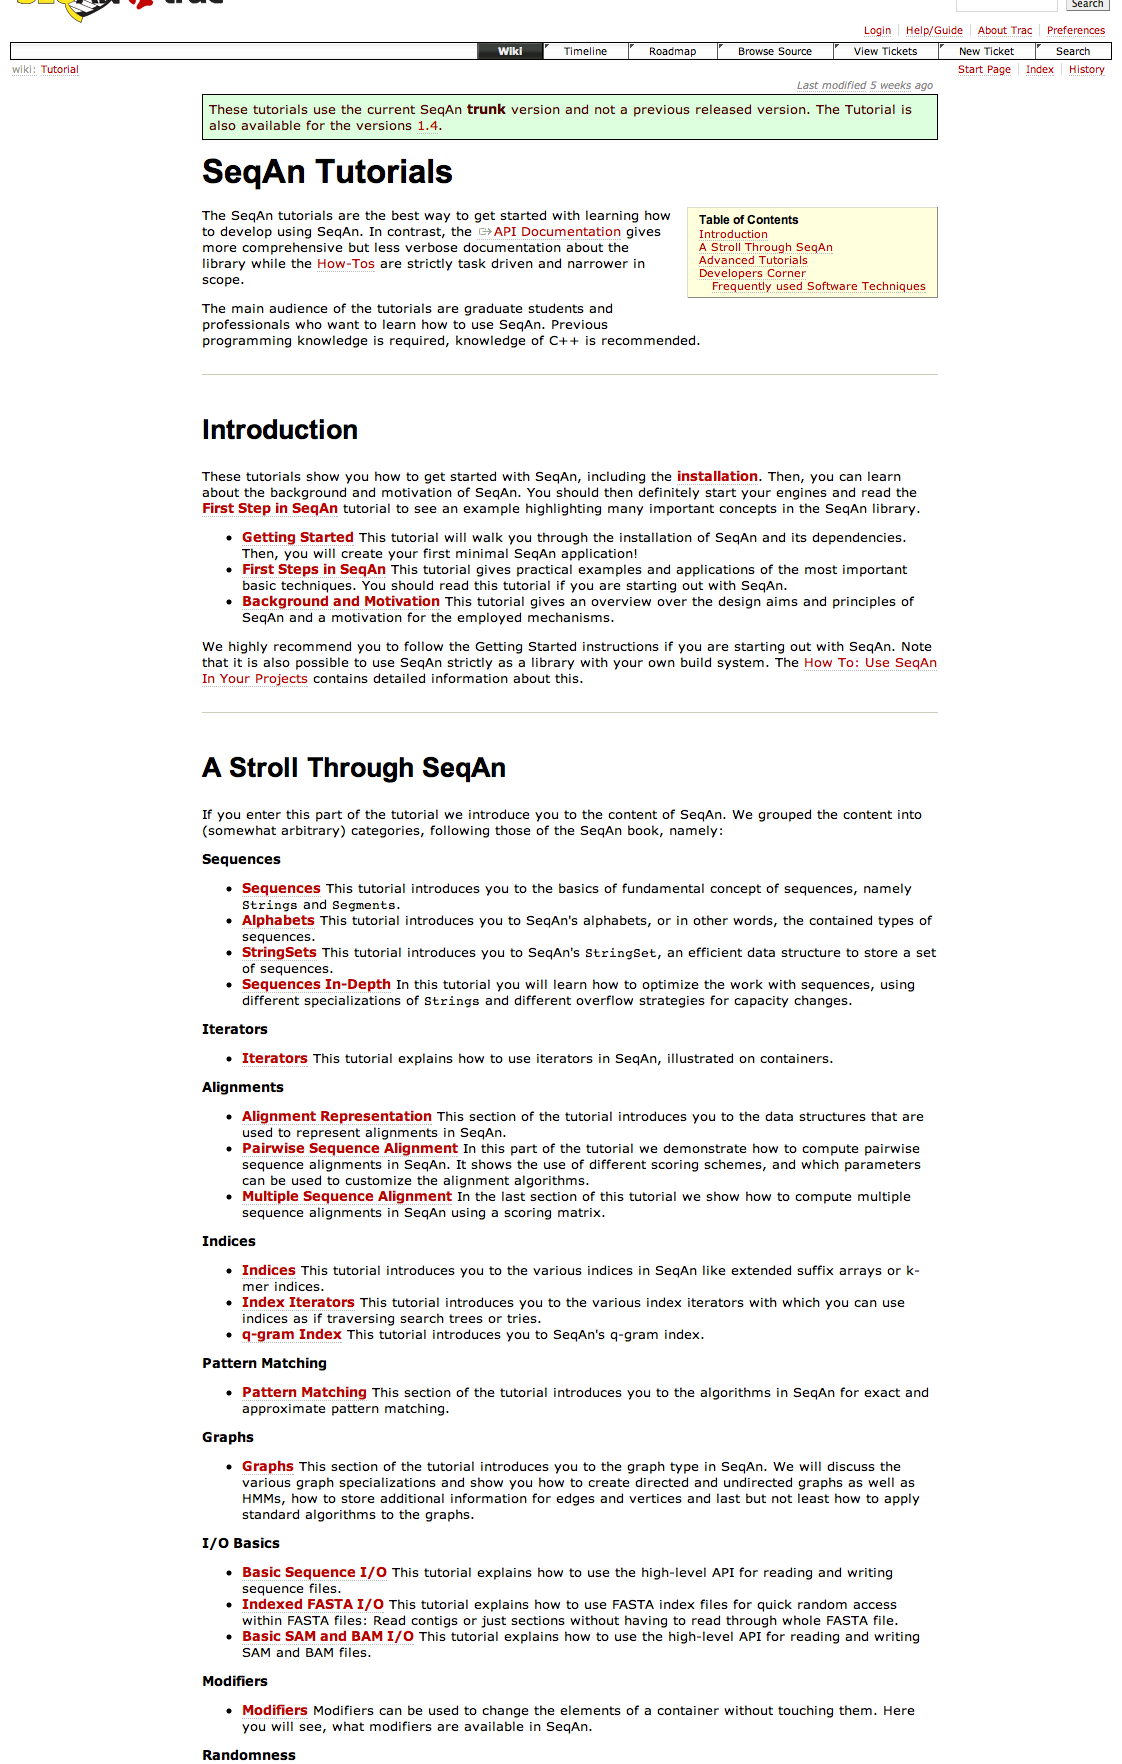 Search
Login Help/Guide About Trac Preferences
Wiki Timeline Roadmap Browse Source View Tickets New Ticket Search
wiki: Tutorial
Start Page Index History
Last modified 5 weeks ago
These tutorials use the current SeqAn trunk version and not a previous released version. The Tutorial is
also available for the versions 1.4.
SeqAn Tutorials
The SeqAn tutorials are the best way to get started with learning how
to develop using SeqAn. In contrast, the API Documentation gives
more comprehensive but less verbose documentation about the
library while the How-Tos are strictly task driven and narrower in
scope.
Table of Contents
Introduction
A Stroll Through SeqAn
Advanced Tutorials
Developers Corner
Frequently used Software Techniques
The main audience of the tutorials are graduate students and
professionals who want to learn how to use SeqAn. Previous
programming knowledge is required, knowledge of C++ is recommended.
Introduction
These tutorials show you how to get started with SeqAn, including the installation. Then, you can learn
about the background and motivation of SeqAn. You should then definitely start your engines and read the
First Step in SeqAn tutorial to see an example highlighting many important concepts in the SeqAn library.
• Getting Started This tutorial will walk you through the installation of SeqAn and its dependencies.
Then, you will create your first minimal SeqAn application!
• First Steps in SeqAn This tutorial gives practical examples and applications of the most important
basic techniques. You should read this tutorial if you are starting out with SeqAn.
• Background and Motivation This tutorial gives an overview over the design aims and principles of
SeqAn and a motivation for the employed mechanisms.
We highly recommend you to follow the Getting Started instructions if you are starting out with SeqAn. Note
that it is also possible to use SeqAn strictly as a library with your own build system. The How To: Use SeqAn
In Your Projects contains detailed information about this.
A Stroll Through SeqAn
If you enter this part of the tutorial we introduce you to the content of SeqAn. We grouped the content into
(somewhat arbitrary) categories, following those of the SeqAn book, namely:
Sequences
• Sequences This tutorial introduces you to the basics of fundamental concept of sequences, namely
Strings and Segments.
• Alphabets This tutorial introduces you to SeqAn's alphabets, or in other words, the contained types of
sequences.
• StringSets This tutorial introduces you to SeqAn's StringSet, an efficient data structure to store a set
of sequences.
• Sequences In-Depth In this tutorial you will learn how to optimize the work with sequences, using
different specializations of Strings and different overflow strategies for capacity changes.
Iterators
• Iterators This tutorial explains how to use iterators in SeqAn, illustrated on containers.
Alignments
• Alignment Representation This section of the tutorial introduces you to the data structures that are
used to represent alignments in SeqAn.
• Pairwise Sequence Alignment In this part of the tutorial we demonstrate how to compute pairwise
sequence alignments in SeqAn. It shows the use of different scoring schemes, and which parameters
can be used to customize the alignment algorithms.
• Multiple Sequence Alignment In the last section of this tutorial we show how to compute multiple
sequence alignments in SeqAn using a scoring matrix.
Indices
• Indices This tutorial introduces you to the various indices in SeqAn like extended suffix arrays or k-
mer indices.
• Index Iterators This tutorial introduces you to the various index iterators with which you can use
indices as if traversing search trees or tries.
• q-gram Index This tutorial introduces you to SeqAn's q-gram index.
Pattern Matching
• Pattern Matching This section of the tutorial introduces you to the algorithms in SeqAn for exact and
approximate pattern matching.
Graphs
• Graphs This section of the tutorial introduces you to the graph type in SeqAn. We will discuss the
various graph specializations and show you how to create directed and undirected graphs as well as
HMMs, how to store additional information for edges and vertices and last but not least how to apply
standard algorithms to the graphs.
I/O Basics
• Basic Sequence I/O This tutorial explains how to use the high-level API for reading and writing
sequence files.
• Indexed FASTA I/O This tutorial explains how to use FASTA index files for quick random access
within FASTA files: Read contigs or just sections without having to read through whole FASTA file.
• Basic SAM and BAM I/O This tutorial explains how to use the high-level API for reading and writing
SAM and BAM files.
Modifiers
• Modifiers Modifiers can be used to change the elements of a container without touching them. Here
you will see, what modifiers are available in SeqAn.
Randomness